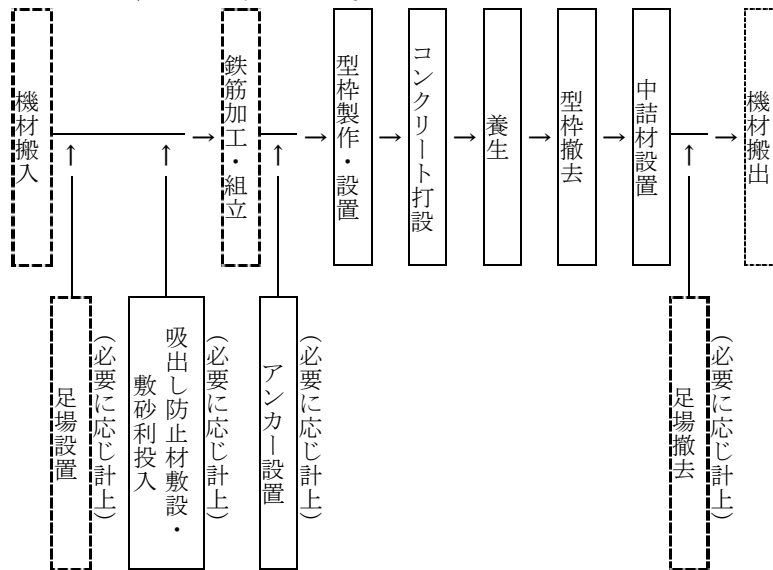 機材搬入
→
鉄筋加工・組立
→
型枠製作・設置
→
コンクリート打設
→
養生
→
型枠撤去
→
中詰材設置
→
機材搬出
↑
↑
↑
↑
足場設置
(必要に応じ計上)
吸出し防止材敷設・
敷砂利投入
(必要に応じ計上)
アンカー設置
(必要に応じ計上)
足場撤去
(必要に応じ計上)